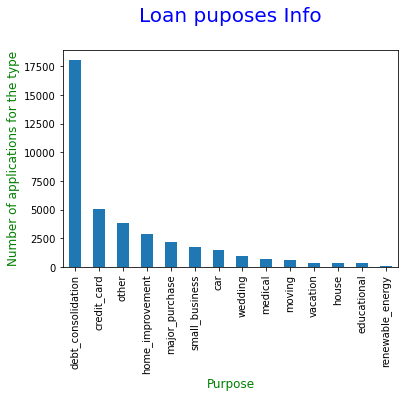 Loan puposes Info
Number of applications for the type
17500
15000
12500
10000
7500
5000
2500
0
debt_consolidation
credit_card
other
home_improvement
major_purchase
small_business
car
wedding
medical
moving
vacation
house
educational
renewable_energy
Purpose